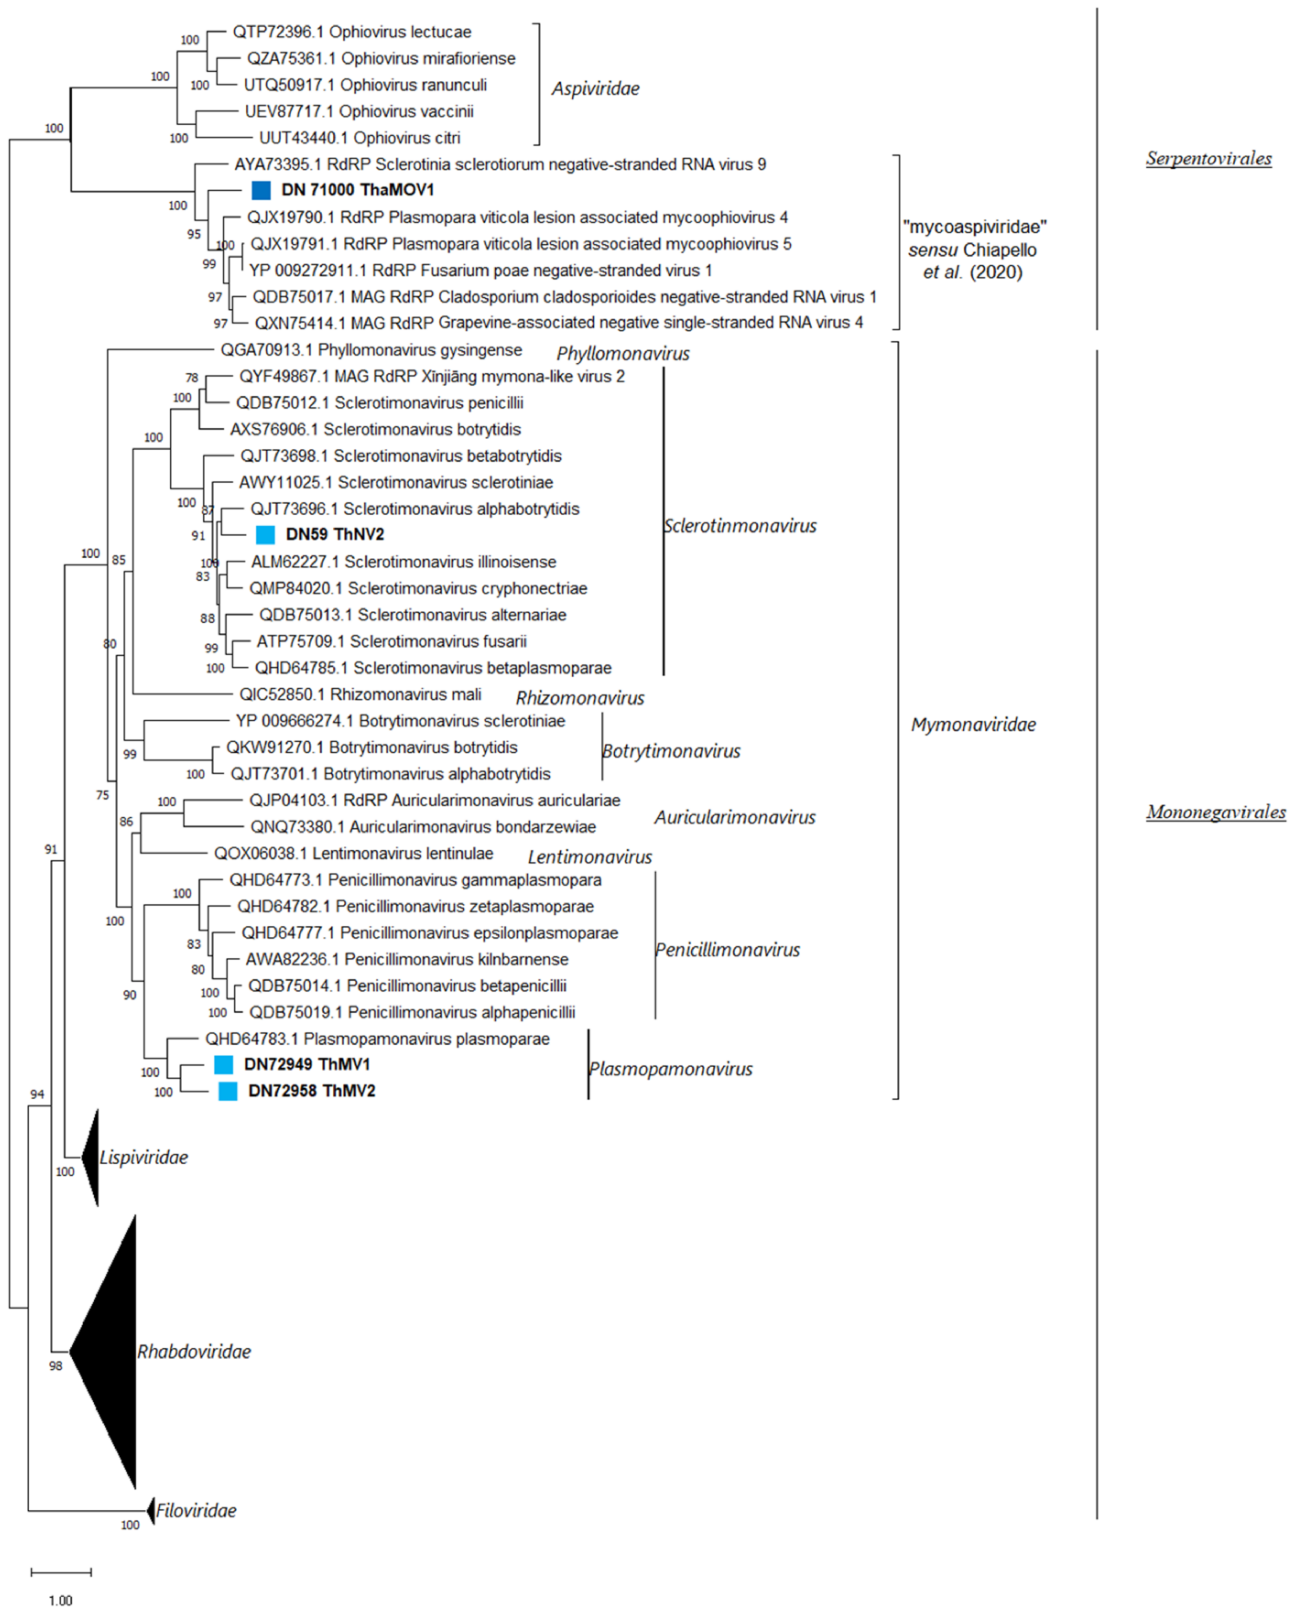 QTP72396.1 Ophiovirus lectucae
100
QZA75361.1 Ophiovirus mirafioriense
100
100
UTQ50917.1 Ophiovirus ranunculi
Aspiviridae
UEV87717.1 Ophiovirus vaccinii
100
100
UUT43440.1 Ophiovirus citri
AYA73395.1 RdRP Sclerotinia sclerotiorum negative-stranded RNA virus 9
Serpentovirales
DN 71000 ThaMOV1
100
QJX19790.1 RdRP Plasmopara viticola lesion associated mycoophiovirus 4
95
"mycoaspiviridae"
sensu Chiapello
et al. (2020)
100
QJX19791.1 RdRP Plasmopara viticola lesion associated mycoophiovirus 5
99
YP 009272911.1 RdRP Fusarium poae negative-stranded virus 1
97
QDB75017.1 MAG RdRP Cladosporium cladosporioides negative-stranded RNA virus 1
97
QXN75414.1 MAG RdRP Grapevine-associated negative single-stranded RNA virus 4
QGA70913.1 Phyllomonavirus gysingense
Phyllomonavirus
78
QYF49867.1 MAG RdRP Xīnjiāng mymona-like virus 2
100
QDB75012.1 Sclerotimonavirus penicillii
AXS76906.1 Sclerotimonavirus botrytidis
100
QJT73698.1 Sclerotimonavirus betabotrytidis
AWY11025.1 Sclerotimonavirus sclerotiniae
100
87
QJT73696.1 Sclerotimonavirus alphabotrytidis
91
DN59 ThNV2
Sclerotinmonavirus
100
85
100
ALM62227.1 Sclerotimonavirus illinoisense
83
QMP84020.1 Sclerotimonavirus cryphonectriae
88
QDB75013.1 Sclerotimonavirus alternariae
80
99
ATP75709.1 Sclerotimonavirus fusarii
100
QHD64785.1 Sclerotimonavirus betaplasmoparae
QIC52850.1 Rhizomonavirus mali
Rhizomonavirus
YP 009666274.1 Botrytimonavirus sclerotiniae
Mymonaviridae
99
QKW91270.1 Botrytimonavirus botrytidis
Botrytimonavirus
100
QJT73701.1 Botrytimonavirus alphabotrytidis
75
100
QJP04103.1 RdRP Auricularimonavirus auriculariae
86
QNQ73380.1 Auricularimonavirus bondarzewiae
Auricularimonavirus
Mononegavirales
91
QOX06038.1 Lentimonavirus lentinulae
Lentimonavirus
100
QHD64773.1 Penicillimonavirus gammaplasmopara
100
QHD64782.1 Penicillimonavirus zetaplasmoparae
83
QHD64777.1 Penicillimonavirus epsilonplasmoparae
Penicillimonavirus
80
AWA82236.1 Penicillimonavirus kilnbarnense
90
100
QDB75014.1 Penicillimonavirus betapenicillii
100
QDB75019.1 Penicillimonavirus alphapenicillii
QHD64783.1 Plasmopamonavirus plasmoparae
100
DN72949 ThMV1
Plasmopamonavirus
94
100
DN72958 ThMV2
Lispiviridae
100
Rhabdoviridae
98
Filoviridae
100
1.00